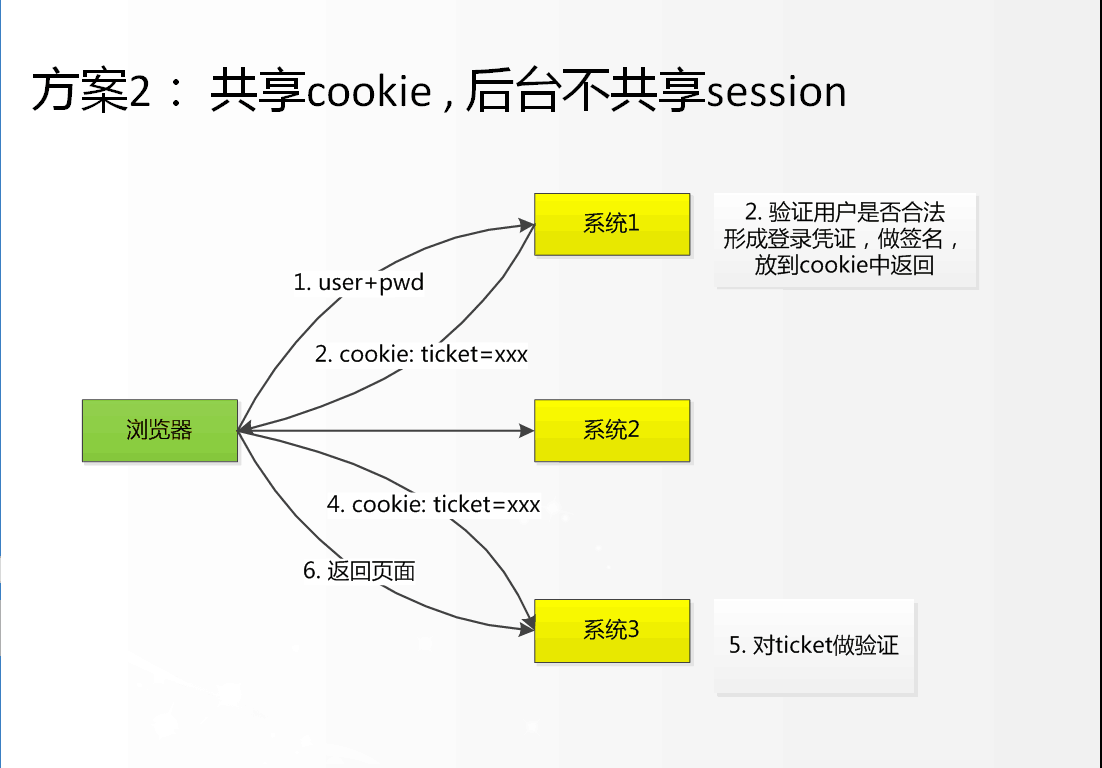 方案2： 共享cookie , 后台不共享session
系统1
2. 验证用户是否合法
形成登录凭证，做签名，
放到cookie中返回
1. user+pwd
2. cookie: ticket=xxx
浏览器
系统2
4. cookie: ticket=xxx
6. 返回页面
系统3
5. 对ticket做验证